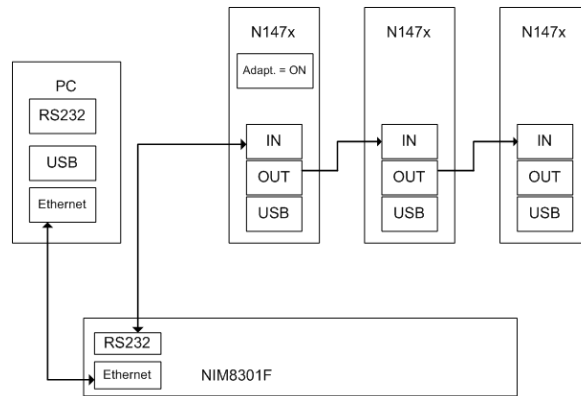 PC
RS232
USB
Ethernet
N147x
Adapt. = ON
IN
OUT
USB
N147x
IN
OUT
USB
N147x
IN
OUT
USB
RS232
Ethernet
NIM8301F